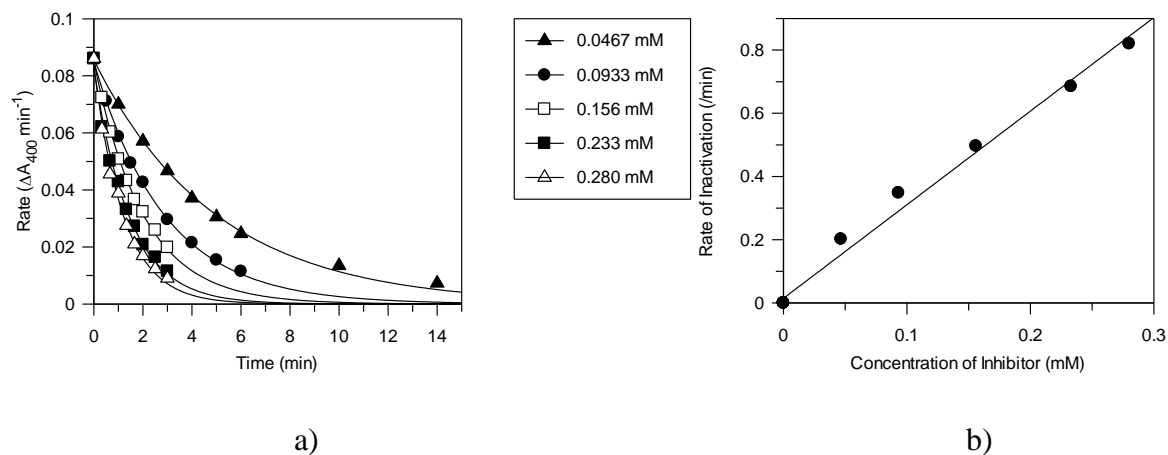 0.1
0.08
0.06
0.04
0.02
0
Rate (ΔA400 min-1)
0 2 4 6 8 10 12 14
Time (min)
0.0467 mM
0.0933 mM
0.156 mM
0.233 mM
0.280 mM
0.8
0.6
0.4
0.2
0
Rate of Inactivation (/min)
0 0.1 0.2 0.3
Concentration of Inhibitor (mM)
a)
b)